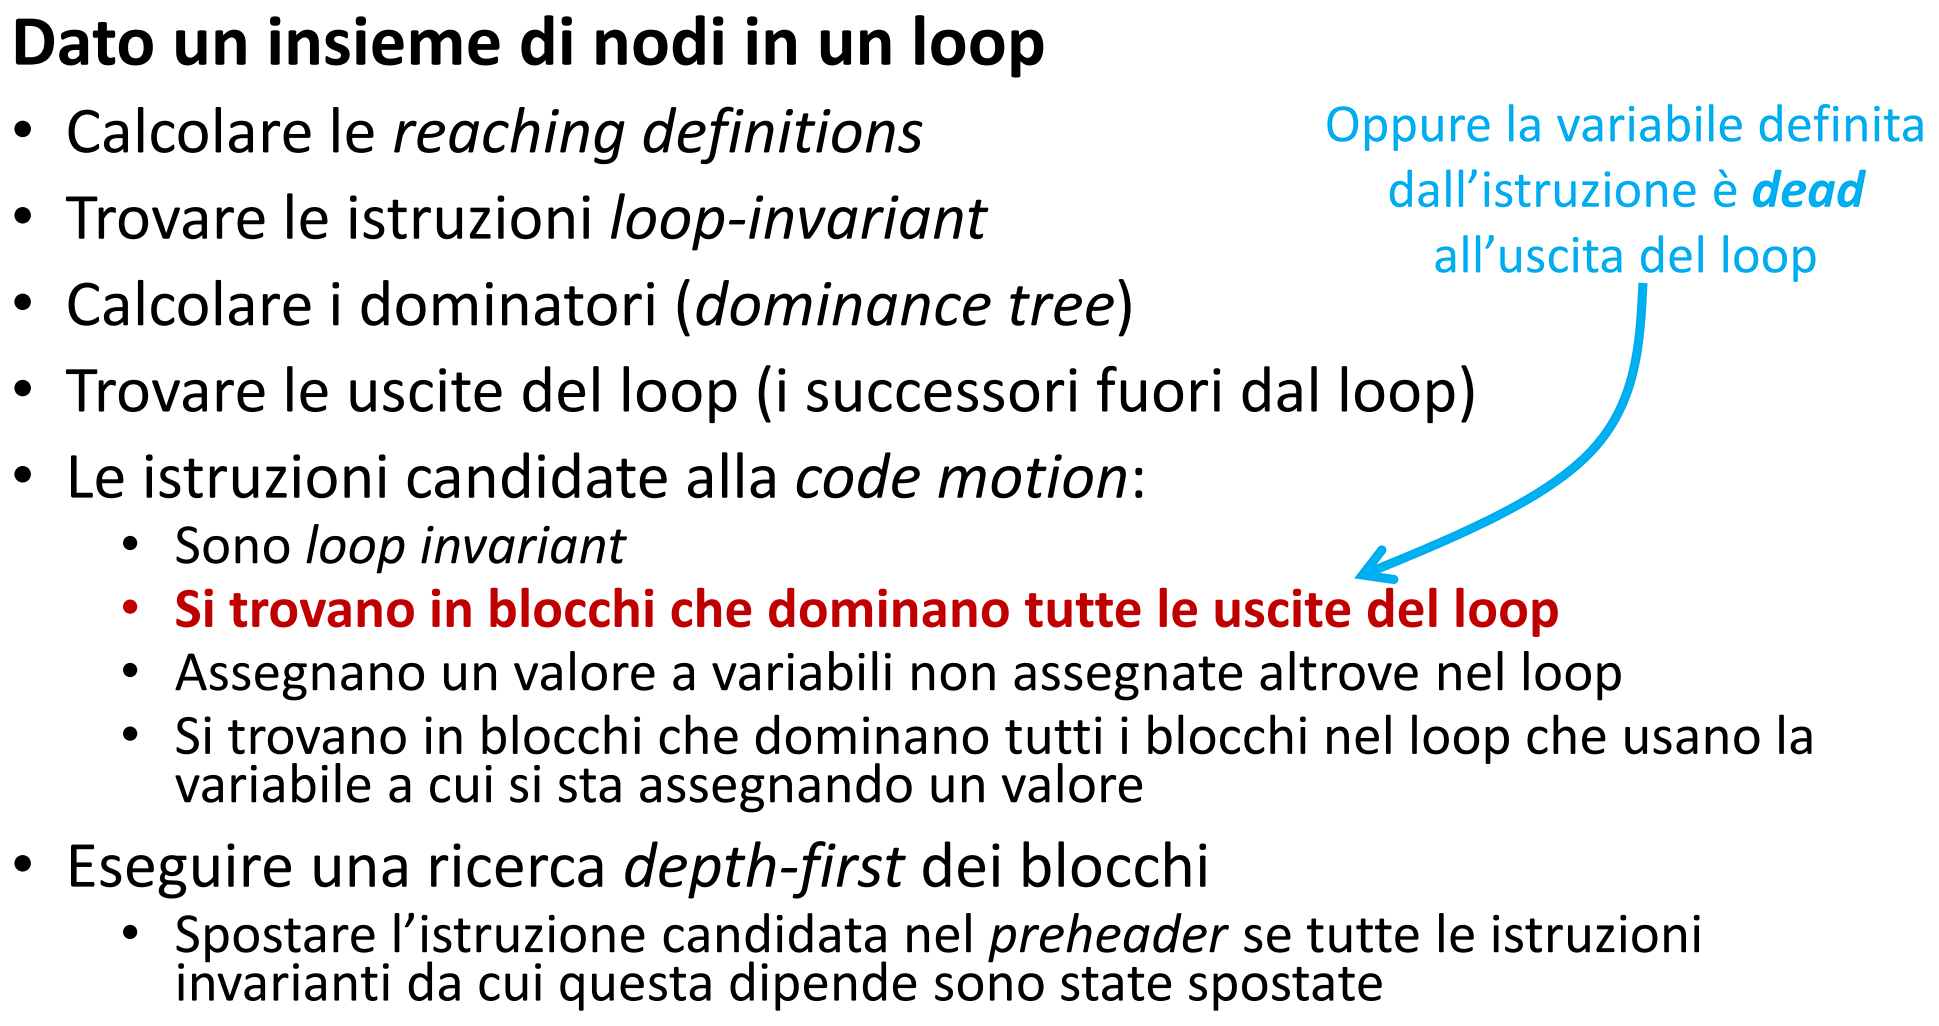 Dato un insieme di nodi in un loop
• Calcolare le reaching definitions
• Trovare le istruzioni loop-invariant
• Calcolare i dominatori (dominance tree)
• Trovare le uscite del loop (i successori fuori dal loop)
• Le istruzioni candidate alla code motion:
• Sono loop invariant
• Si trovano in blocchi che dominano tutte le uscite del loop
• Assegnano un valore a variabili non assegnate altrove nel loop
• Si trovano in blocchi che dominano tutti i blocchi nel loop che usano la
variabile a cui si sta assegnando un valore
• Eseguire una ricerca depth-first dei blocchi
• Spostare l’istruzione candidata nel preheader se tutte le istruzioni
invarianti da cui questa dipende sono state spostate
Oppure la variabile definita
dall’istruzione è dead
all’uscita del loop